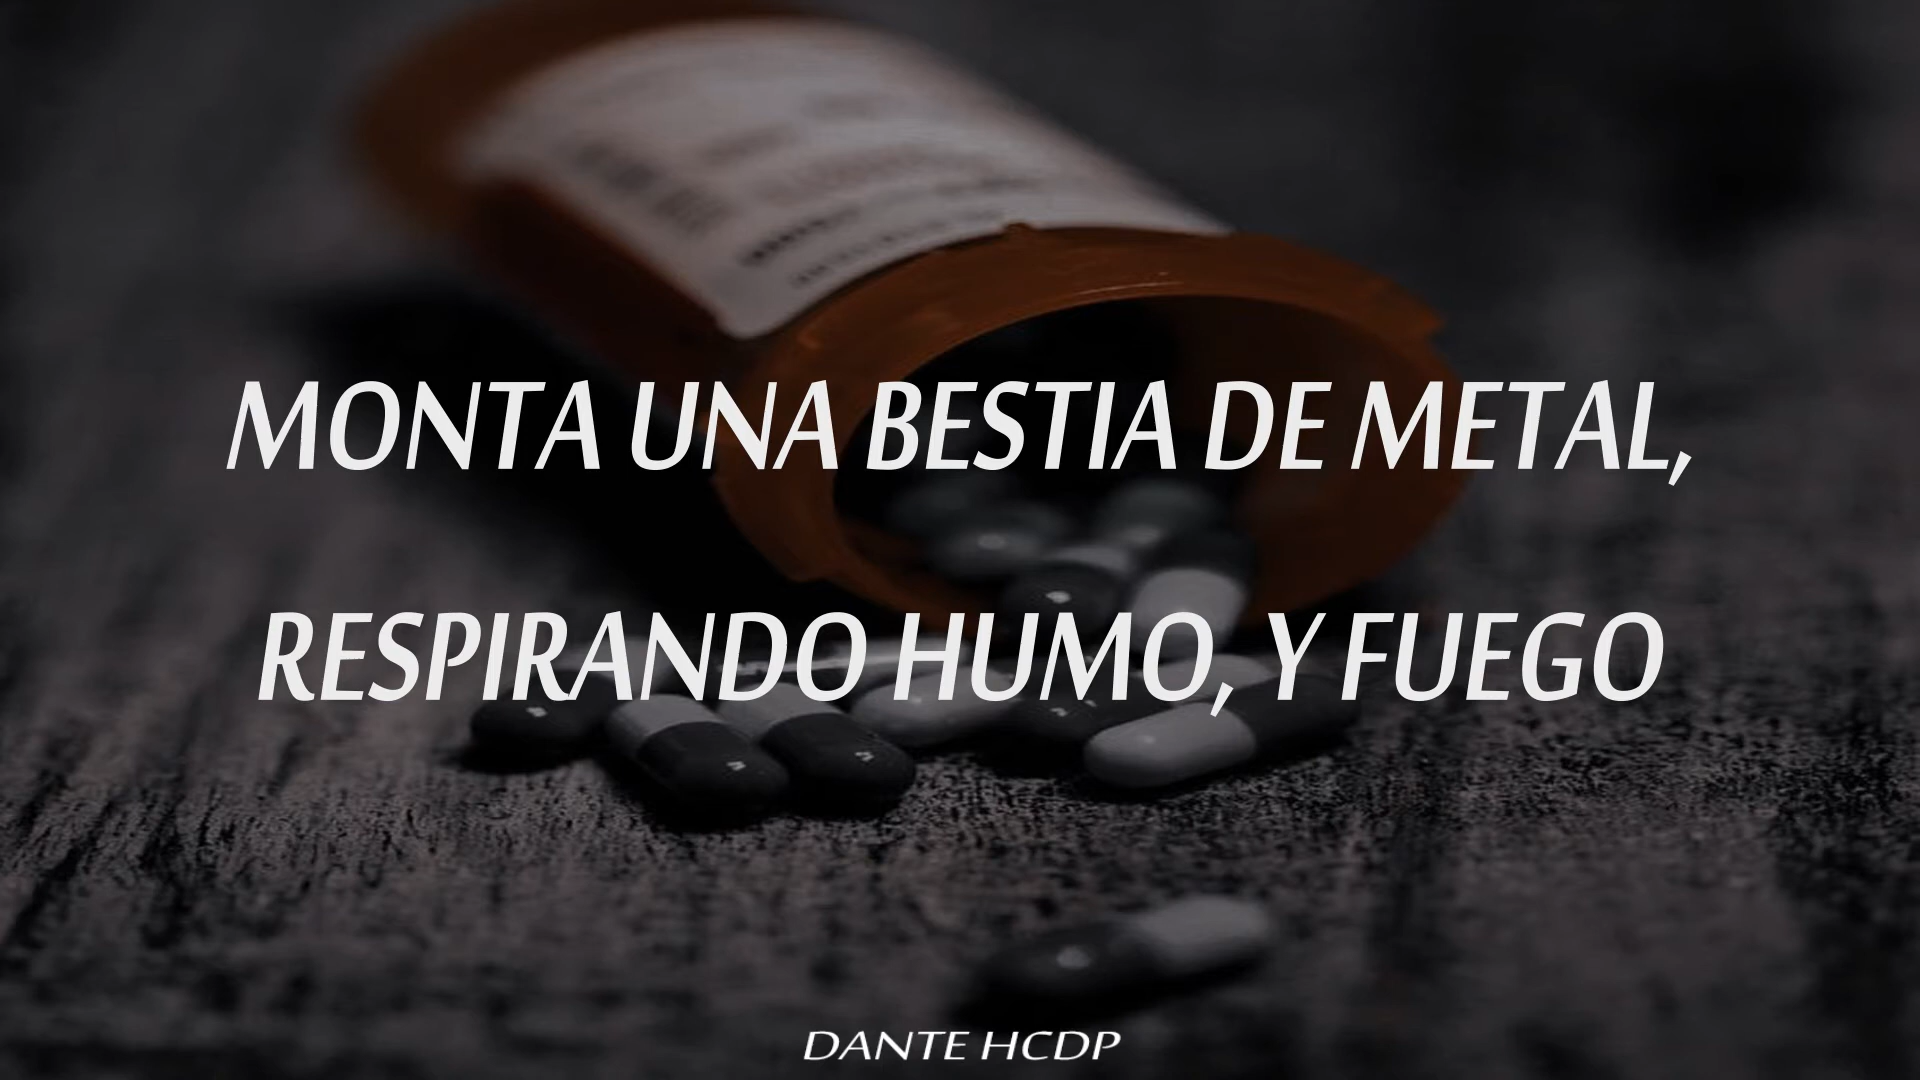 MONTA UNA BESTIA DE METAL,
RESPIRANDO HUMO, Y FUEGO
DANTE HCDP